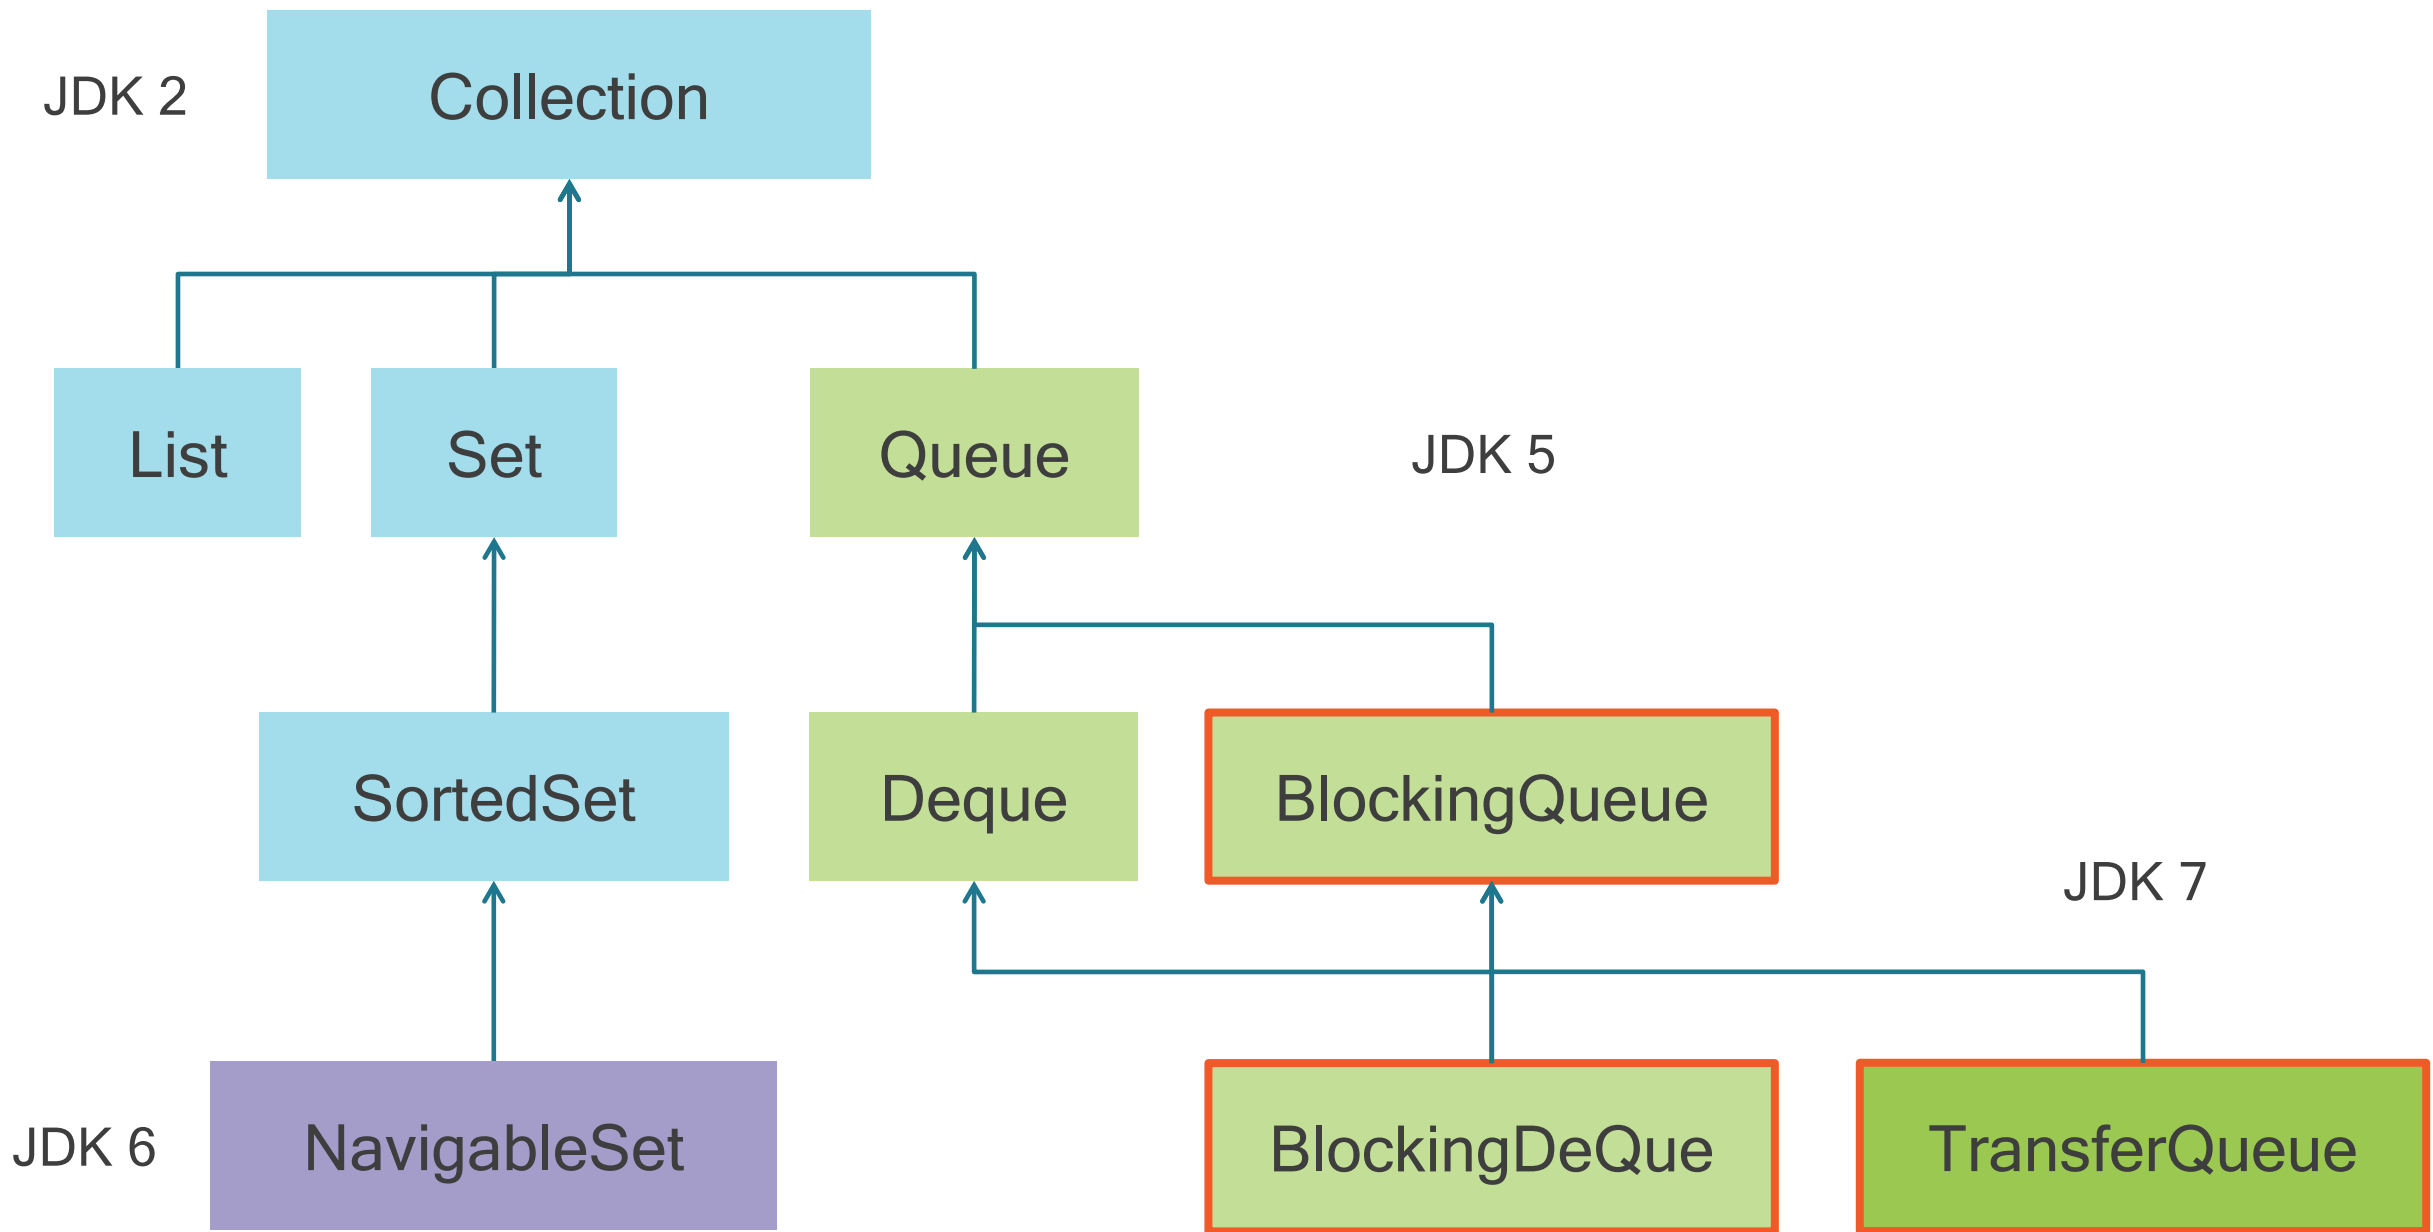 JDK 2
Collection
List
Set
Queue
JDK 5
SortedSet
Deque
BlockingQueue
JDK 7
JDK 6
NavigableSet
BlockingDeQue
TransferQueue